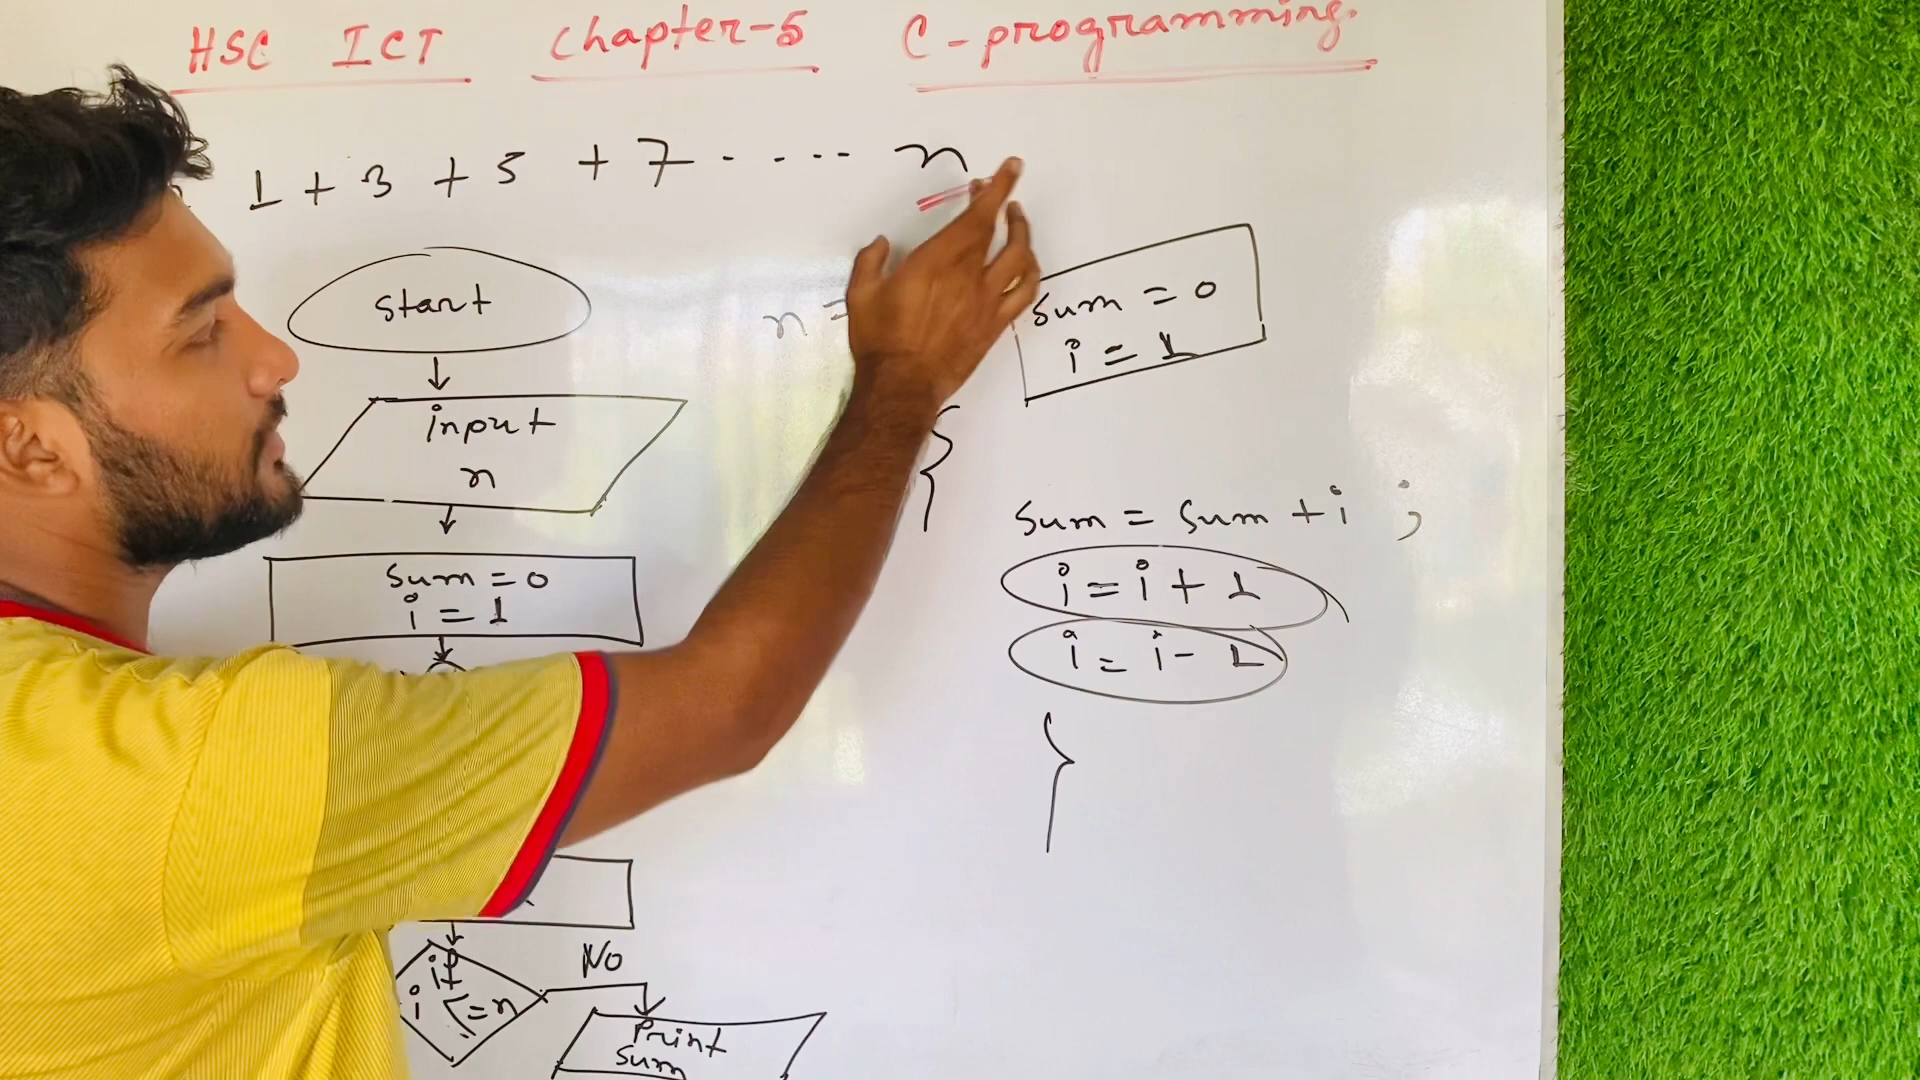 HSC ICT Chapter-5 C-programming.
1 + 3 + 5 + 7 ..... n
start
input
n
sum = 0
i = 1
if
i <= n
No
Print
sum
n =
sum = 0
i = 1
sum = sum + i ;
i = i + 1
i = i - 1
}